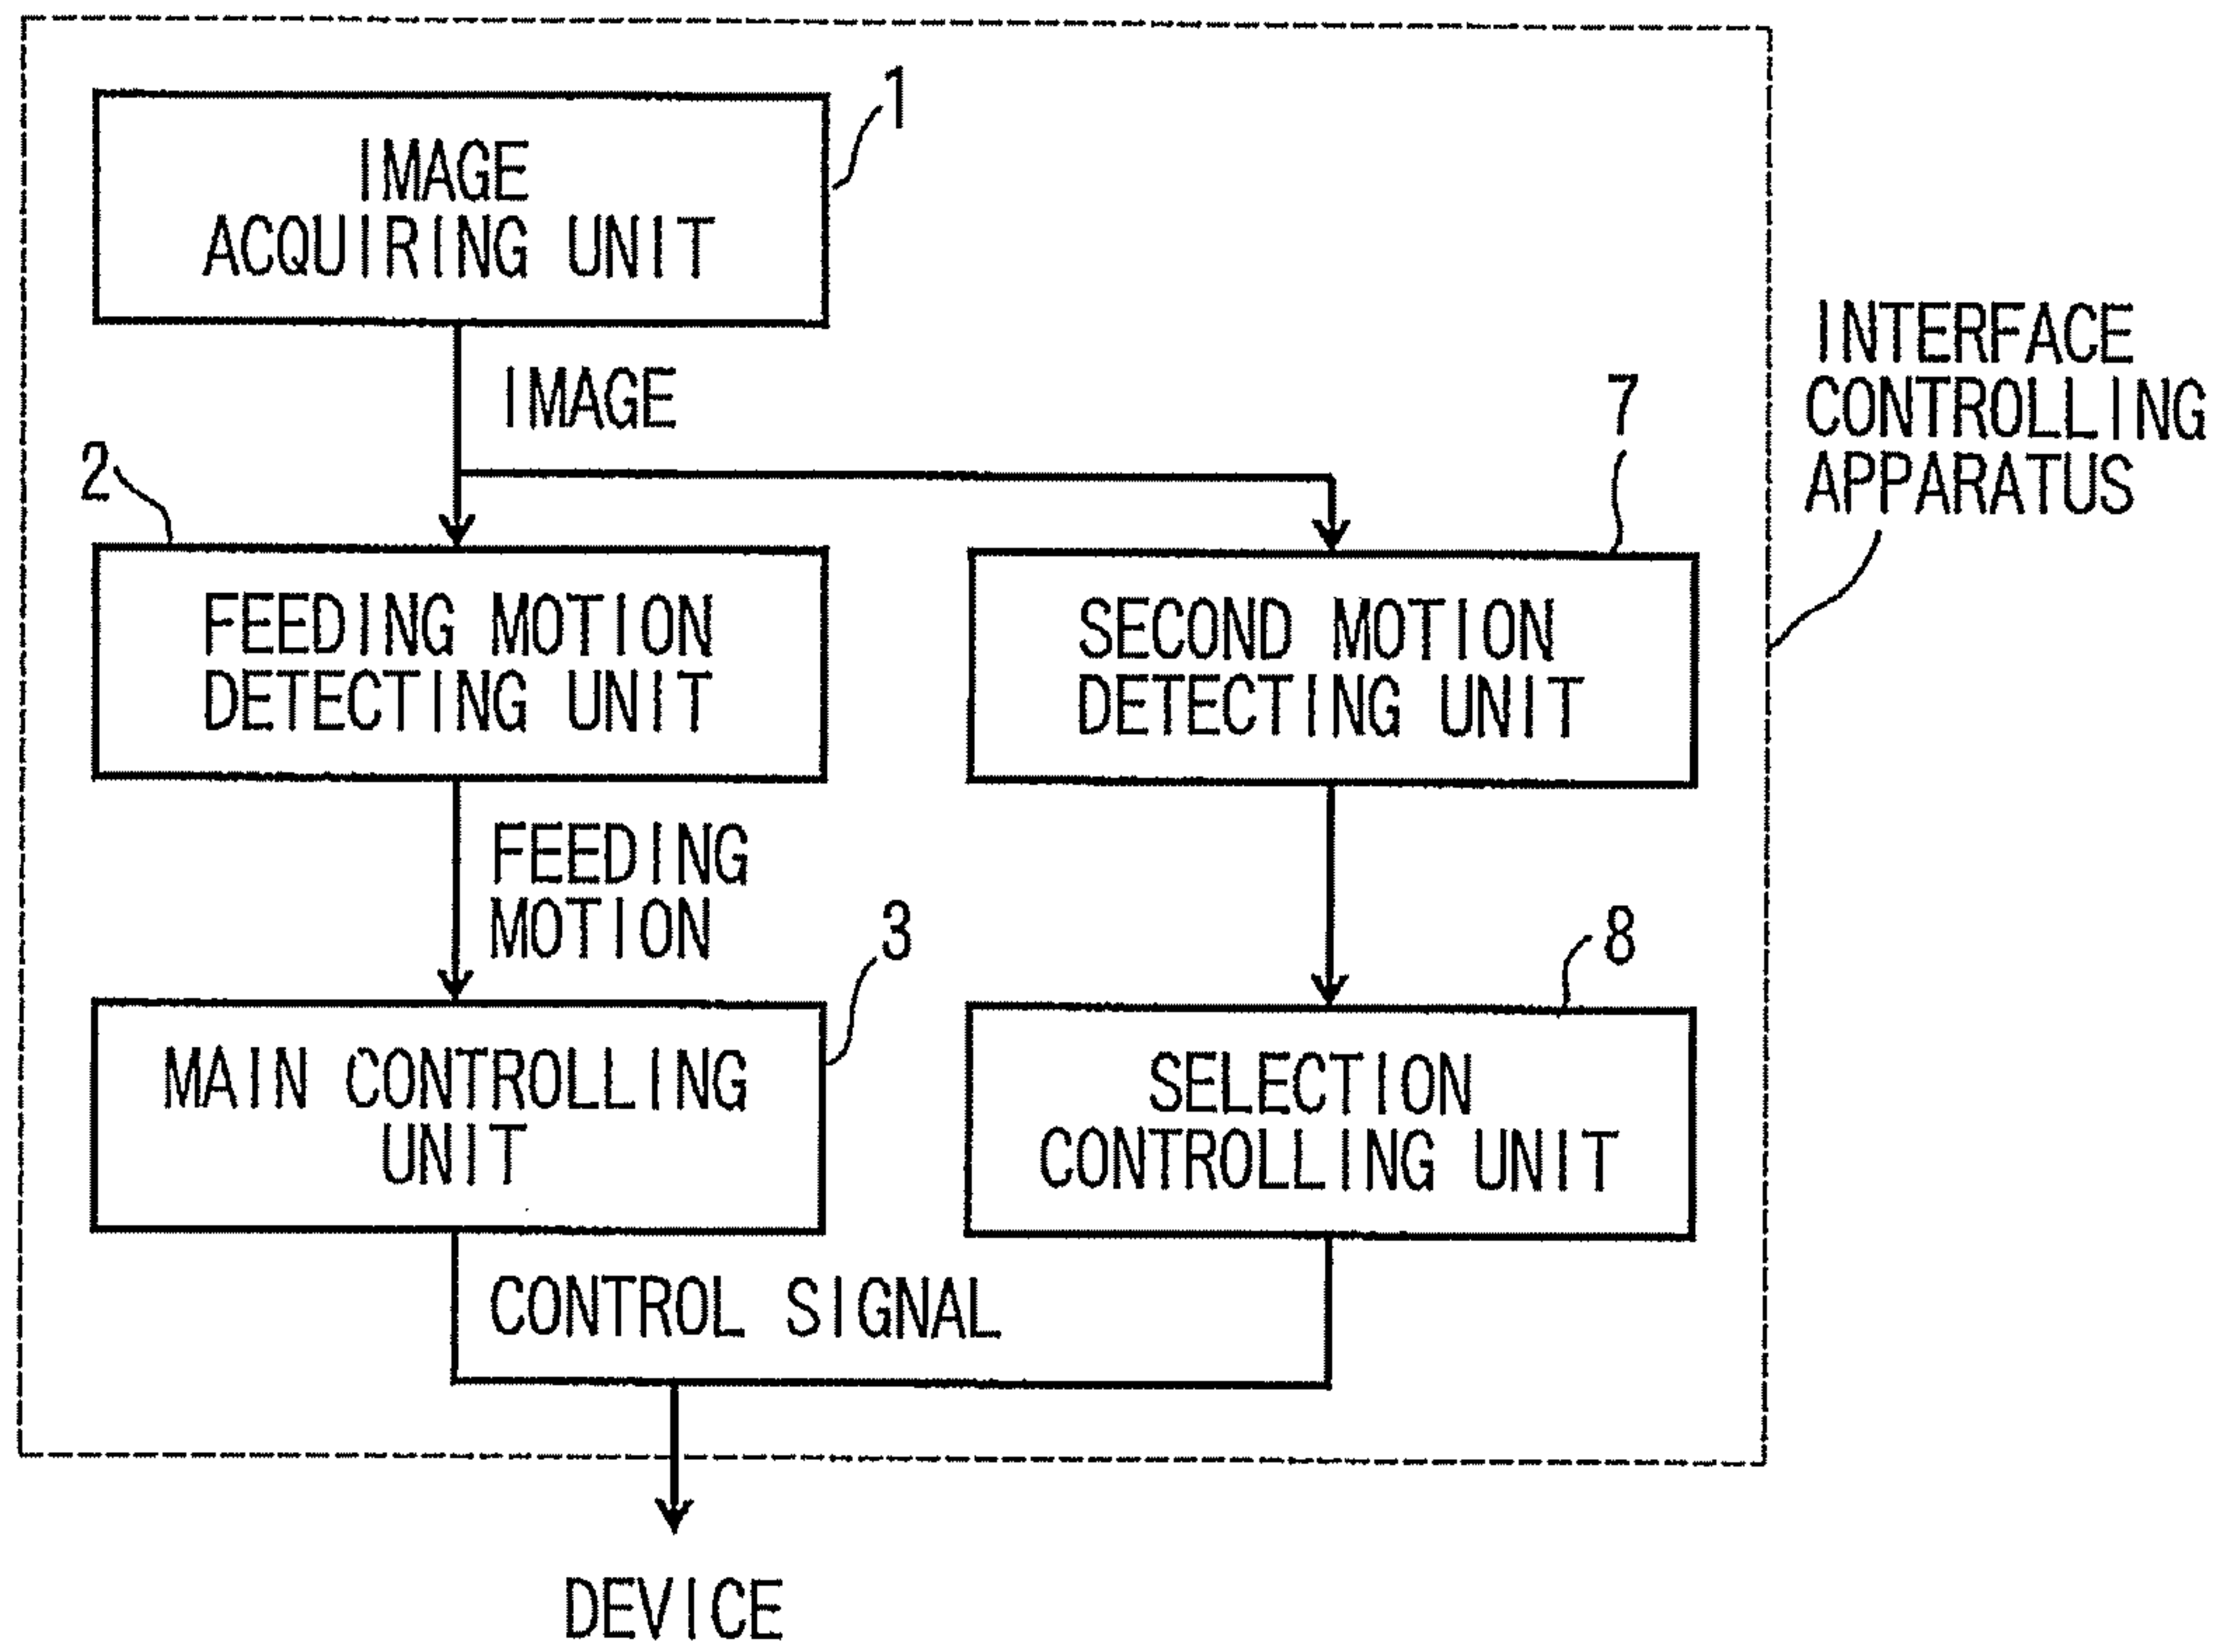 1
IMAGE
ACQUIRING UNIT
IMAGE
INTERFACE
CONTROLLING
APPARATUS
2
7
FEEDING MOTION
DETECTING UNIT
SECOND MOTION
DETECTING UNIT
FEEDING
MOTION
3
8
MAIN CONTROLLING
UNIT
SELECTION
CONTROLLING UNIT
CONTROL SIGNAL
DEVICE